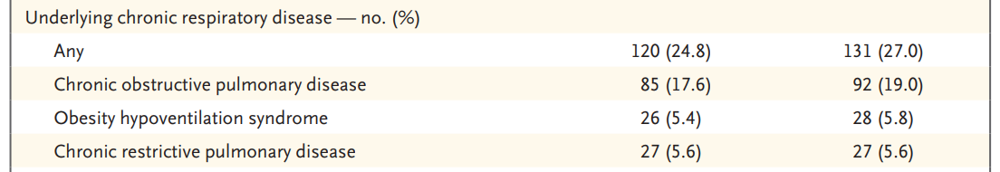 Underlying chronic respiratory disease — no. (%)
Any 120 (24.8) 131 (27.0)
Chronic obstructive pulmonary disease 85 (17.6) 92 (19.0)
Obesity hypoventilation syndrome 26 (5.4) 28 (5.8)
Chronic restrictive pulmonary disease 27 (5.6) 27 (5.6)